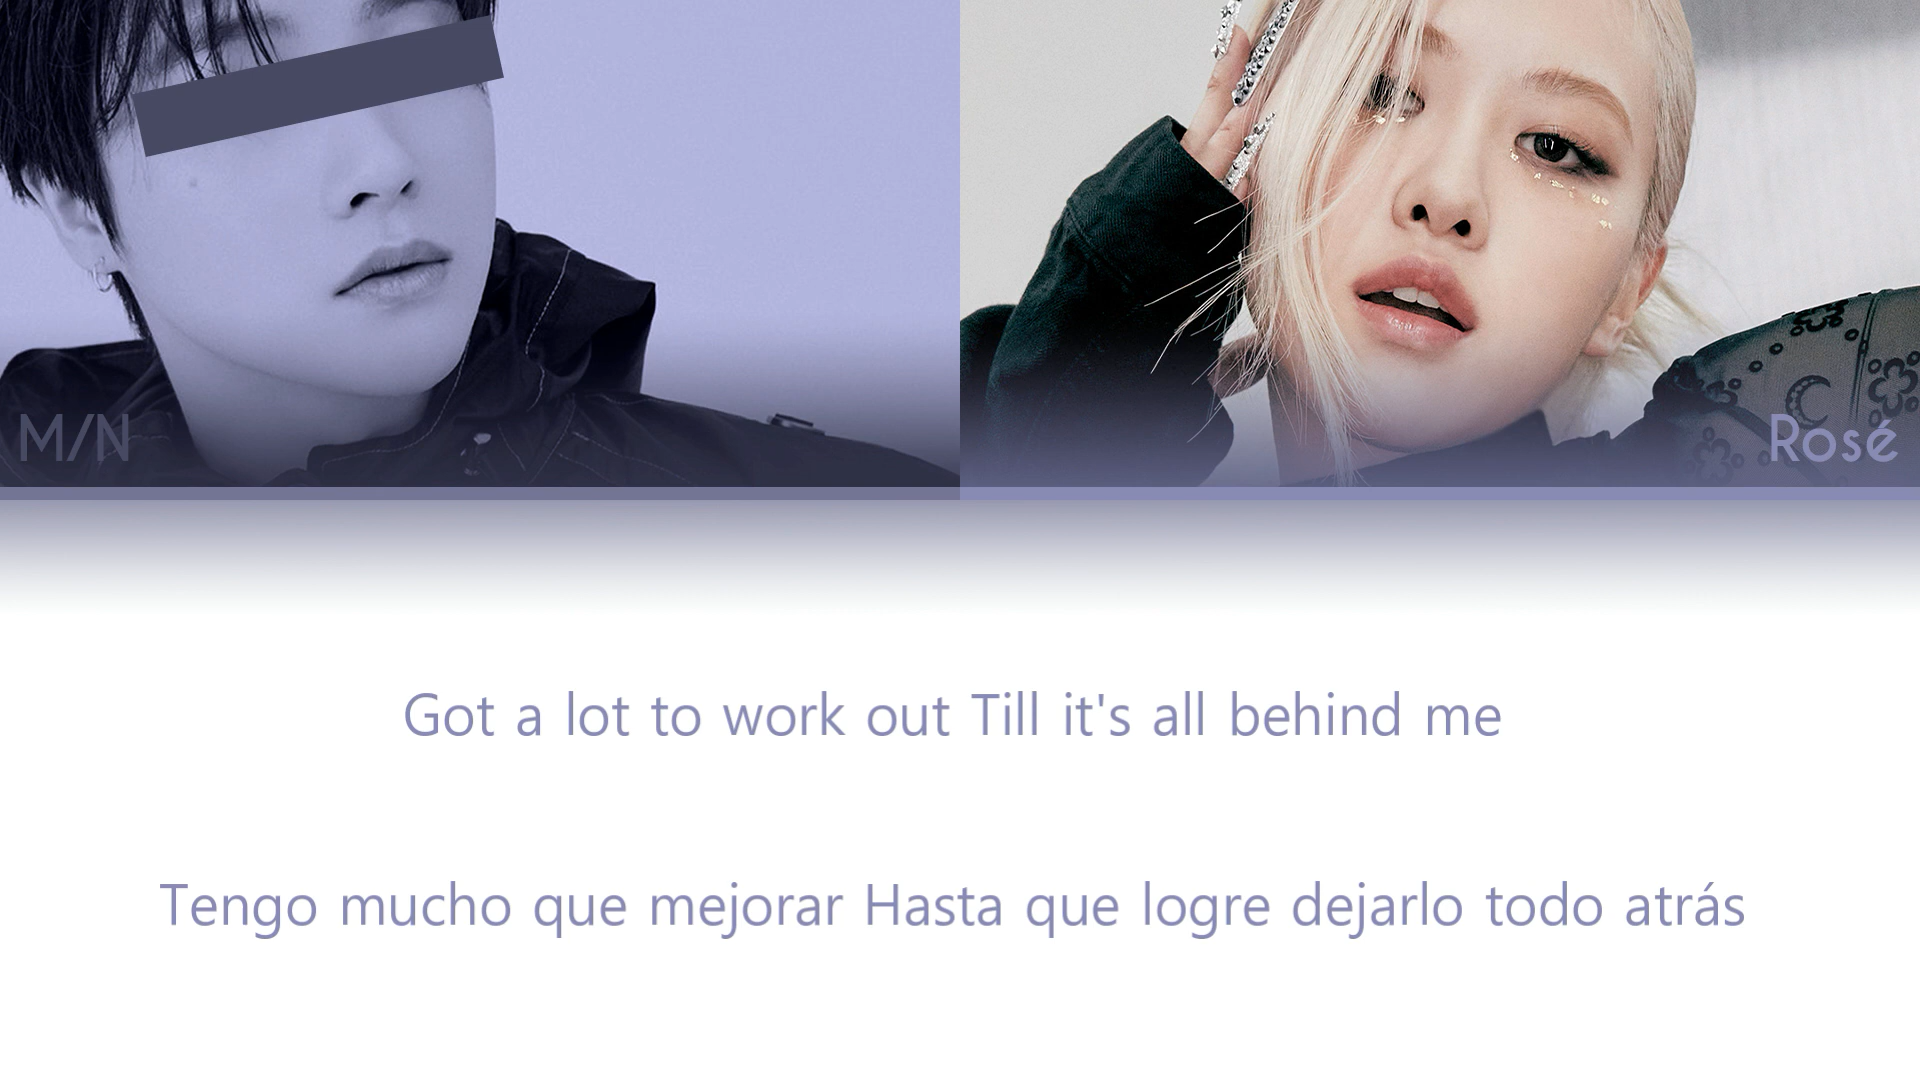 M/N
Rosé
Got a lot to work out Till it's all behind me
Tengo mucho que mejorar Hasta que logre dejarlo todo atrás